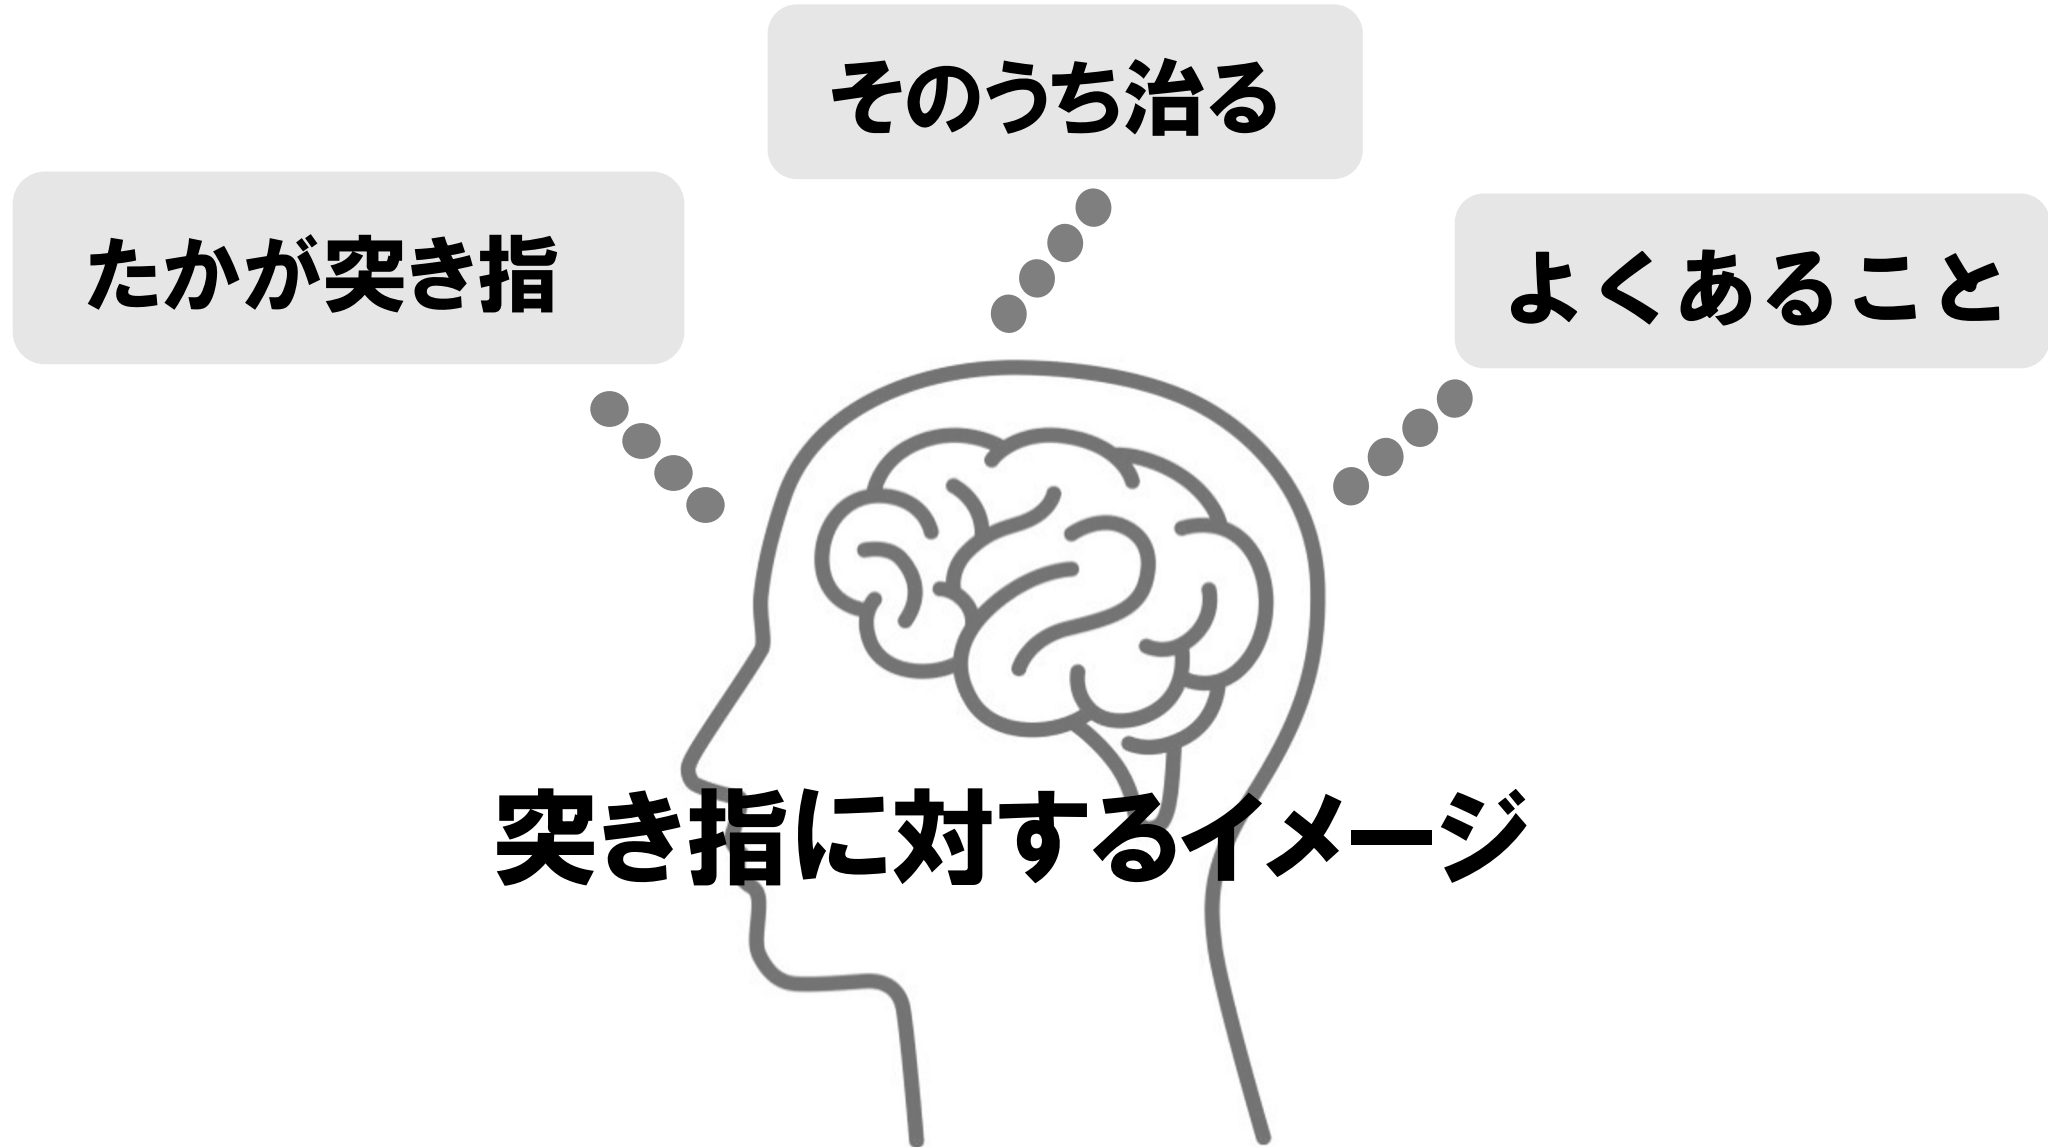 そのうち治る
たかが突き指
よくあること
突き指に対するイメージ